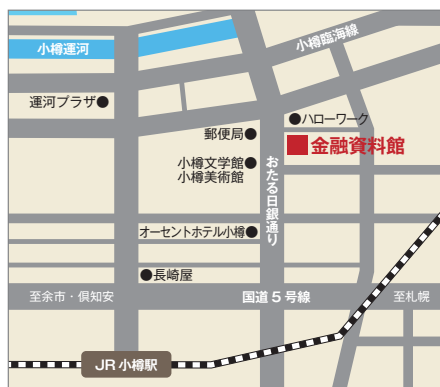 小樽運河
小樽臨海線
運河プラザ
ハローワーク
郵便局
金融資料館
小樽文学館
小樽美術館
おたる日銀通り
オーセントホテル小樽
長崎屋
至余市・倶知安
国道5号線
至札幌
JR小樽駅